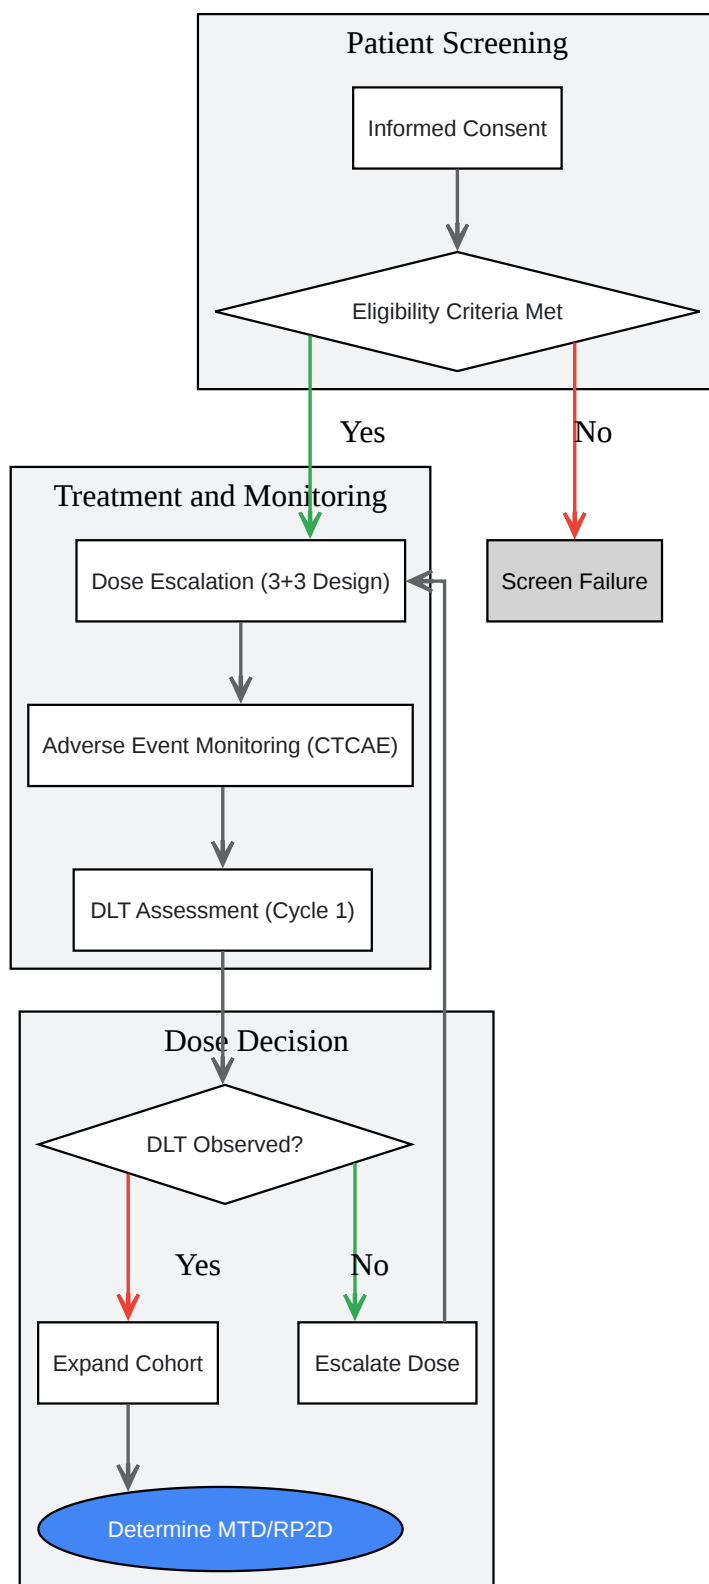 Patient Screening
Informed Consent
Eligibility Criteria Met
Yes
No
Treatment and Monitoring
Dose Escalation (3+3 Design)
Screen Failure
Adverse Event Monitoring (CTCAE)
DLT Assessment (Cycle 1)
Dose Decision
DLT Observed?
Yes
No
Expand Cohort
Escalate Dose
Determine MTD/RP2D